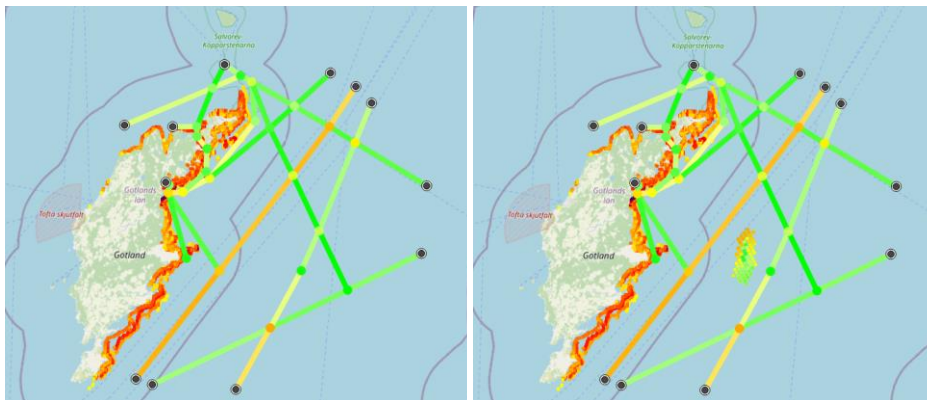 Salvorev-
Kopparstenarna
Gotlands
län
Tofta skjutfält
Gotland
Salvorev-
Kopparstenarna
Gotlands
län
Tofta skjutfält
Gotland